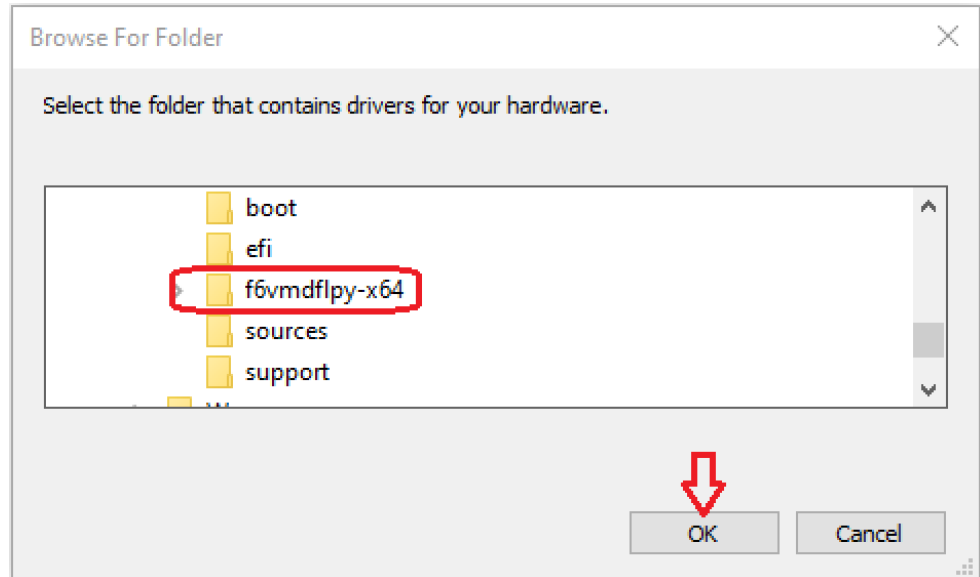 Browse For Folder
Select the folder that contains drivers for your hardware.
boot
efi
f6vmdflpy-x64
sources
support
OK Cancel